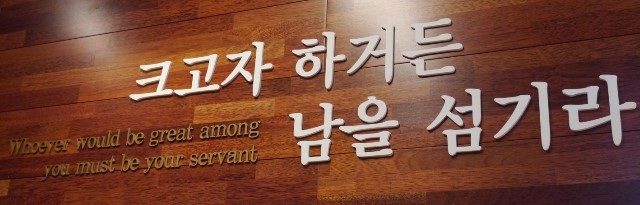 크고자 하거든
남을 섬기라
Whoever would be great among
you must be your servant